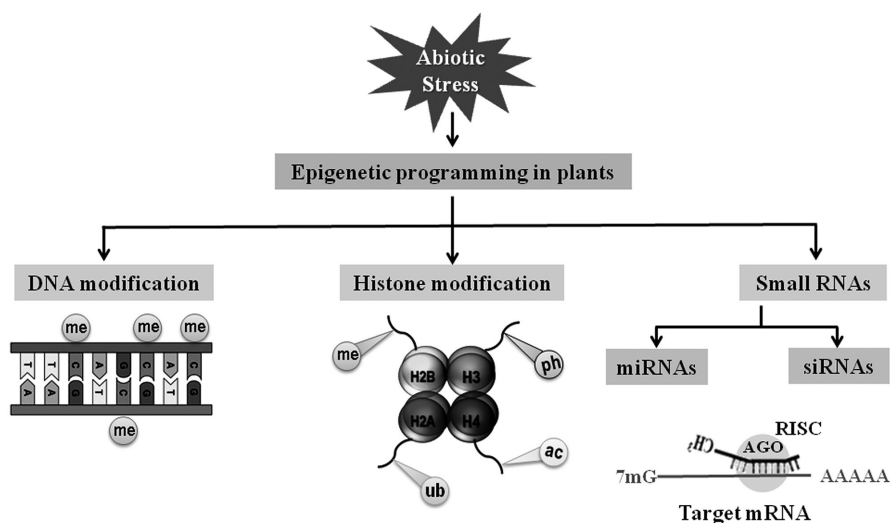 Abiotic
Stress
Epigenetic programming in plants
DNA modification
Histone modification
Small RNAs
me
me
me
T T C A G C A C
A A G T C G T G
me
me
ph
H2B
H3
H2A
H4
ub
ac
miRNAs
siRNAs
RISC
AGO
CH₃
7mG
AAAAA
Target mRNA